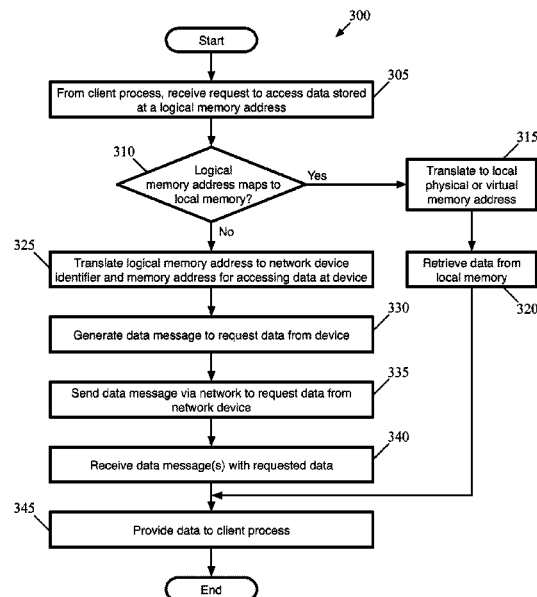 300
Start
305
From client process, receive request to access data stored
at a logical memory address
310
Logical
memory address maps to
local memory?
Yes
No
315
Translate to local
physical or virtual
memory address
Retrieve data from
local memory
320
325
Translate logical memory address to network device
identifier and memory address for accessing data at device
330
Generate data message to request data from device
335
Send data message via network to request data from
network device
340
Receive data message(s) with requested data
345
Provide data to client process
End